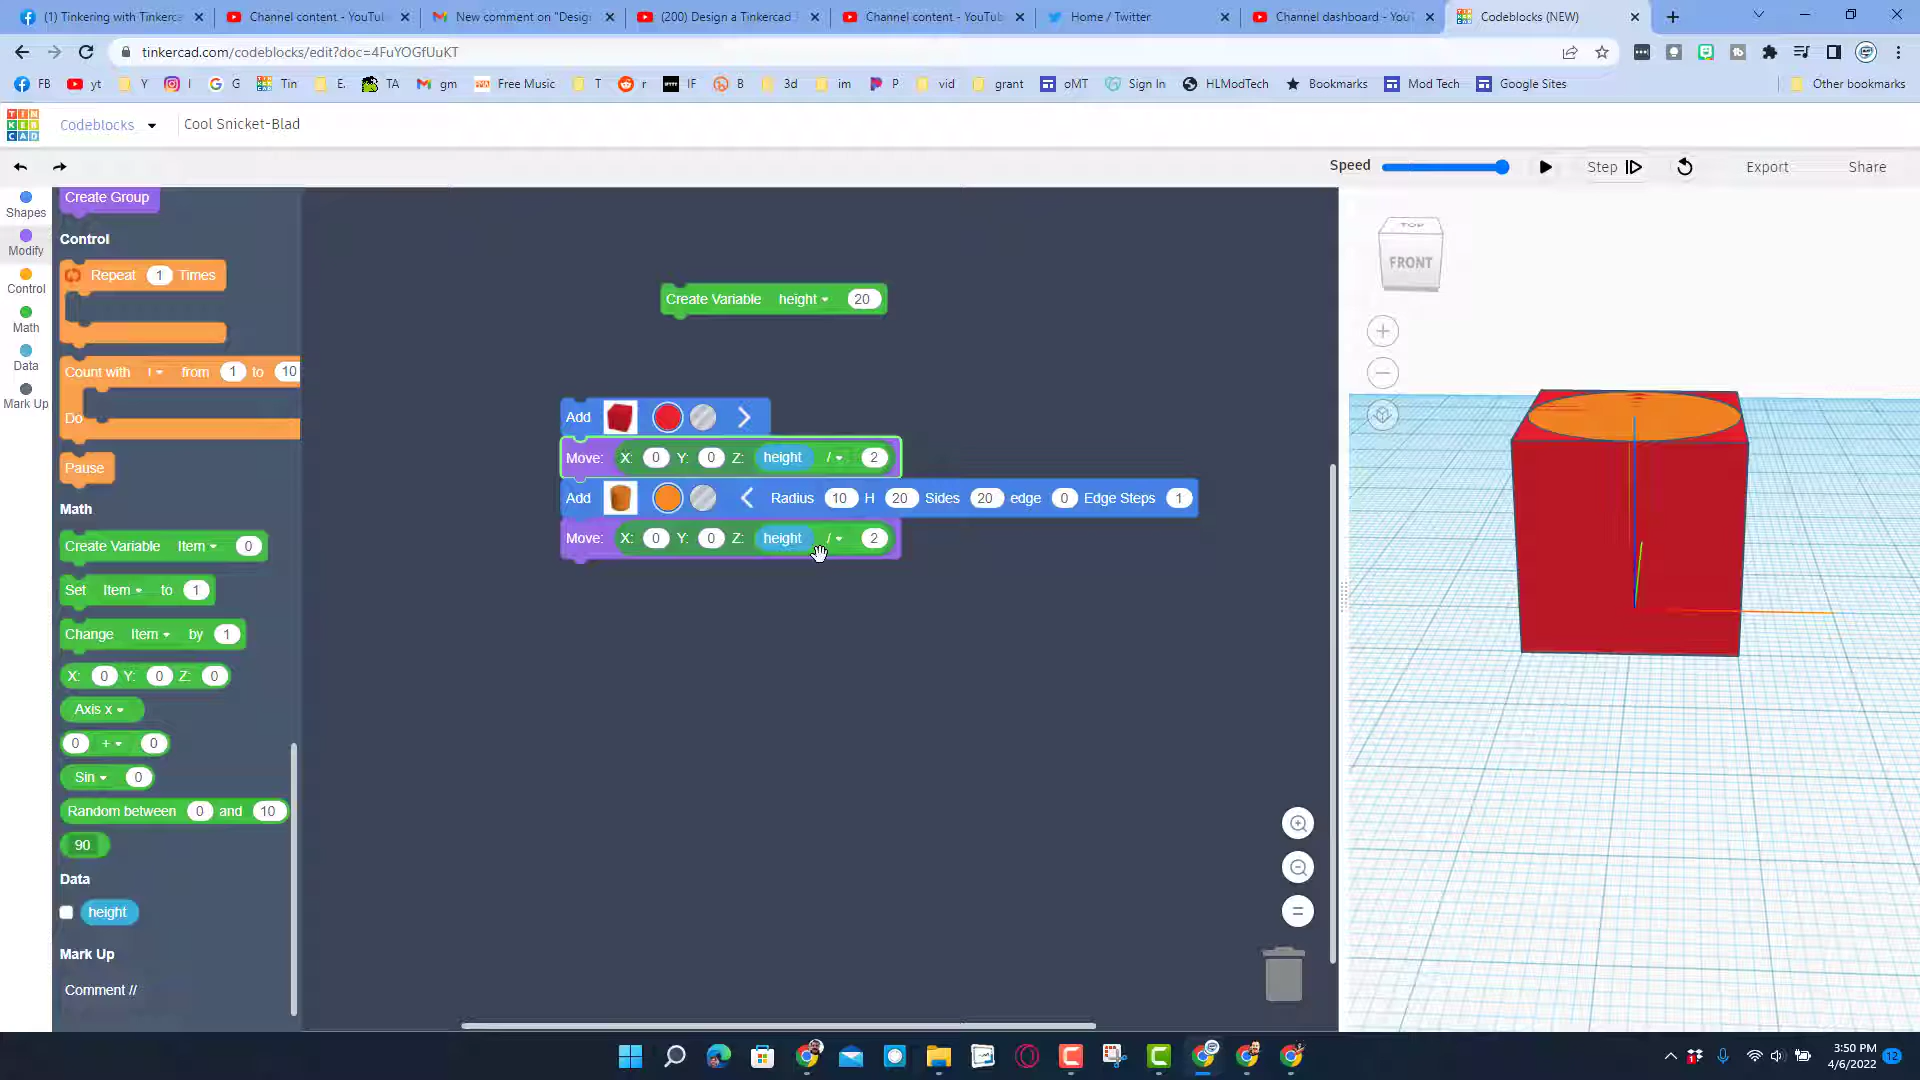 (1) Tinkering with Tinkerca
Channel content - YouTu
New comment on "Desig
(200) Design a Tinkercad
Channel content - YouTub
Home / Twitter
Channel dashboard - YouT
Codeblocks (NEW)
tinkercad.com/codeblocks/edit?doc=4FuYOGfUuKT
FB
yt
Y
I
G
Tin
E.
TA
gm
Free Music
T
r
IF
B
3d
im
P
vid
grant
oMT
Sign In
HLModTech
Bookmarks
Mod Tech
Google Sites
Other bookmarks
TIN
KER
CAD
Codeblocks
Cool Snicket-Blad
Speed
Step
Export
Share
Shapes
Modify
Control
Math
Data
Mark Up
Create Group
Control
Repeat 1 Times
Count with i from 1 to 10
Do
Pause
Math
Create Variable Item 0
Set Item to 1
Change Item by 1
X: 0 Y: 0 Z: 0
Axis x
0 + 0
Sin 0
Random between 0 and 10
90
Data
height
Mark Up
Comment //
Create Variable height 20
Add
Move: X: 0 Y: 0 Z: height / 2
Add Radius 10 H 20 Sides 20 edge 0 Edge Steps 1
Move: X: 0 Y: 0 Z: height / 2
TOP
FRONT
3:50 PM
4/6/2022
12